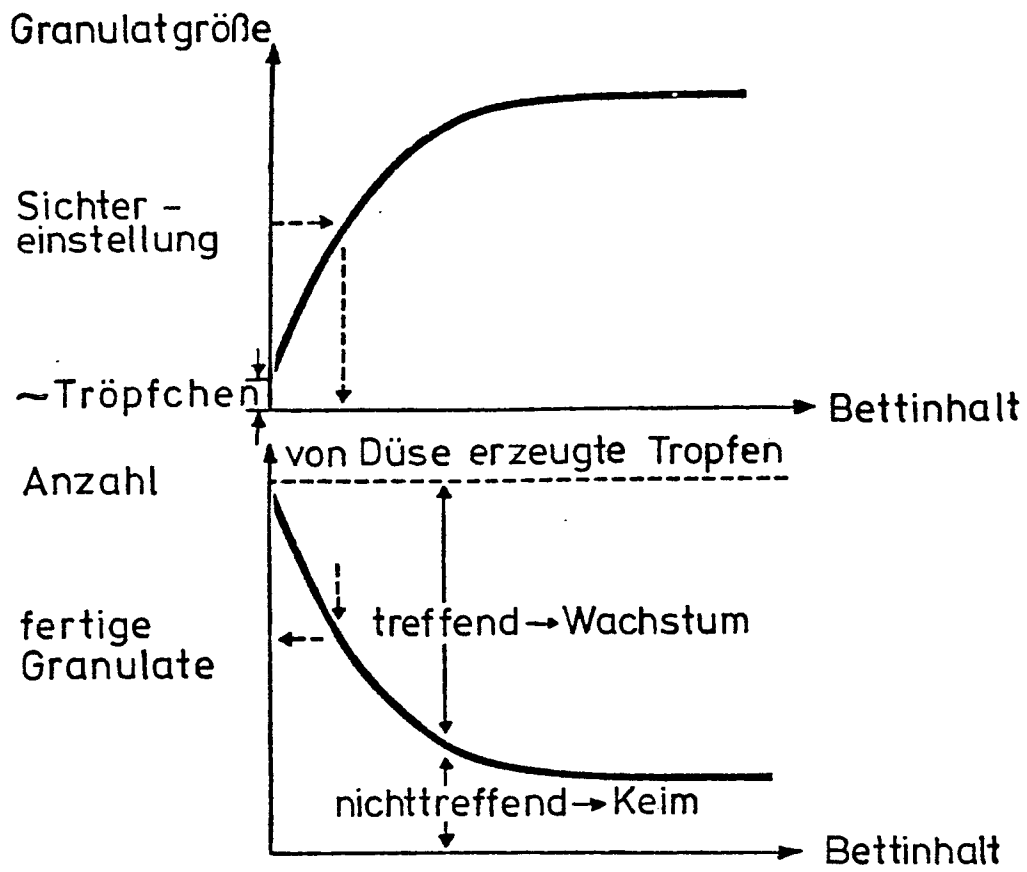 Granulatgröße
Sichter -
einstellung
~Tröpfchen
Bettinhalt
von Düse erzeugte Tropfen
Anzahl
treffend→Wachstum
fertige
Granulate
nichttreffend→Keim
Bettinhalt